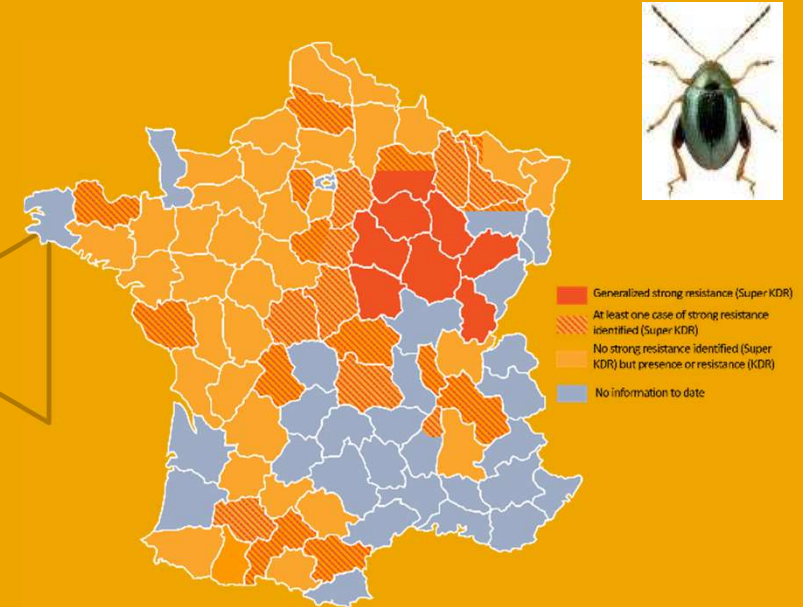 Generalized strong resistance (Super KDR)
At least one case of strong resistance
identified (Super KDR)
No strong resistance identified (Super
KDR) but presence or resistance (KDR)
No information to date